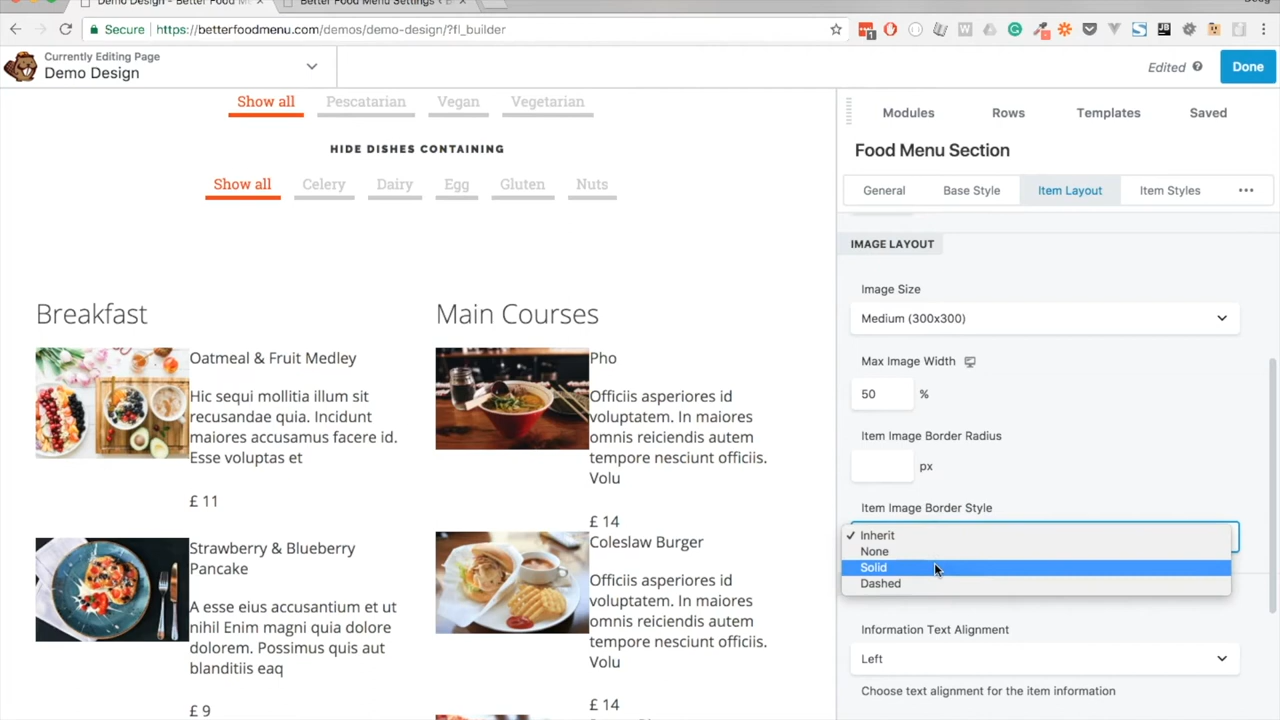 Demo Design - Better Food M
Better Food Menu Settings ‹ B
Secure
https://betterfoodmenu.com/demos/demo-design/?fl_builder
1
Currently Editing Page
Demo Design
Edited
?
Done
Show all
Pescatarian
Vegan
Vegetarian
HIDE DISHES CONTAINING
Show all
Celery
Dairy
Egg
Gluten
Nuts
Breakfast
Oatmeal & Fruit Medley
Hic sequi mollitia illum sit
recusandae quia. Incidunt
maiores accusamus facere id.
Esse voluptas et
£ 11
Strawberry & Blueberry
Pancake
A esse eius accusantium et ut
nihil Enim magni quia dolore
dolorem. Possimus quis aut
blanditiis eaq
£ 9
Main Courses
Pho
Officiis asperiores id
voluptatem. In maiores
omnis reiciendis autem
tempore nesciunt officiis.
Volu
£ 14
Coleslaw Burger
Officiis asperiores id
voluptatem. In maiores
omnis reiciendis autem
tempore nesciunt officiis.
Volu
£ 14
Modules
Rows
Templates
Saved
Food Menu Section
General
Base Style
Item Layout
Item Styles
IMAGE LAYOUT
Image Size
Medium (300x300)
Max Image Width
50
%
Item Image Border Radius
px
Item Image Border Style
✓ Inherit
None
Solid
Dashed
Information Text Alignment
Left
Choose text alignment for the item information